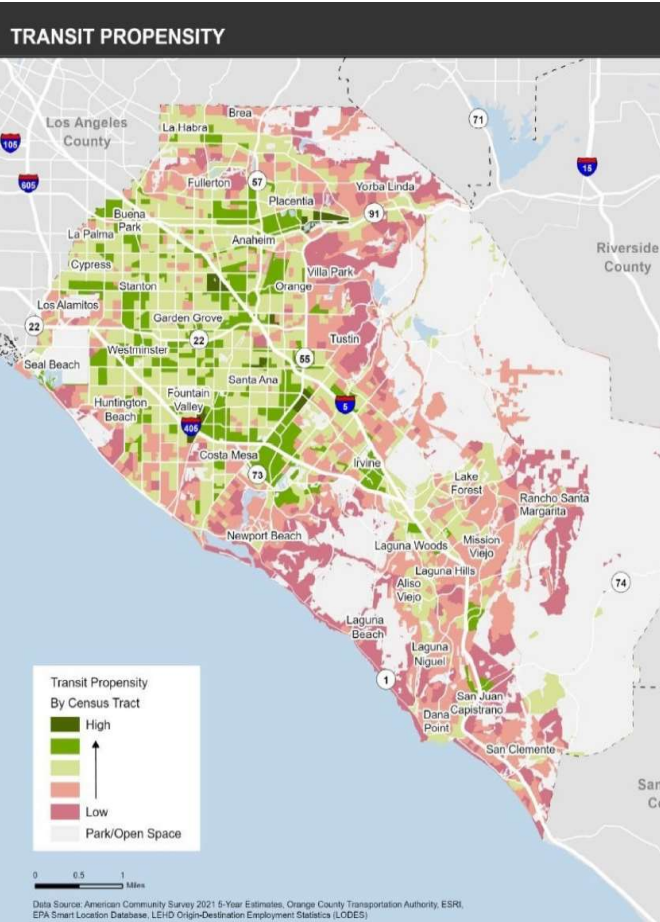 TRANSIT PROPENSITY
Los Angeles
County
Brea
La Habra
71
105
15
605
Fullerton
57
Yorba Linda
Placentia
91
Buena
Park
La Palma
Anaheim
Riverside
County
Cypress
Villa Park
Stanton
Orange
Los Alamitos
Garden Grove
22
22
Tustin
Westminster
55
Seal Beach
Santa Ana
Fountain
Valley
Huntington
Beach
5
405
Costa Mesa
Irvine
73
Lake
Forest
Rancho Santa
Margarita
Newport Beach
Laguna Woods
Mission
Viejo
Laguna Hills
Aliso
Viejo
74
Laguna
Beach
Laguna
Niguel
1
San Juan
Capistrano
Dana
Point
San Clemente
San
Co
Transit Propensity
By Census Tract
High
Low
Park/Open Space
0 0.5 1
Miles
Data Source: American Community Survey 2021 5-Year Estimates, Orange County Transportation Authority, ESRI,
EPA Smart Location Database, LEHD Origin-Destination Employment Statistics (LODES)